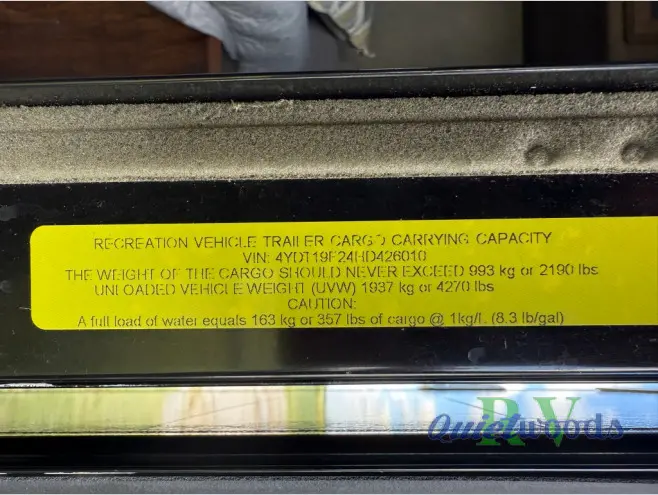 RECREATION VEHICLE TRAILER CARGO CARRYING CAPACITY
VIN: 4YDT19F24HD426010
THE WEIGHT OF THE CARGO SHOULD NEVER EXCEED 993 kg or 2190 lbs
UNLOADED VEHICLE WEIGHT (UVW) 1937 kg or 4270 lbs
CAUTION:
A full load of water equals 163 kg or 357 lbs of cargo @ 1kg/L (8.3 lb/gal)
Quietwoods RV